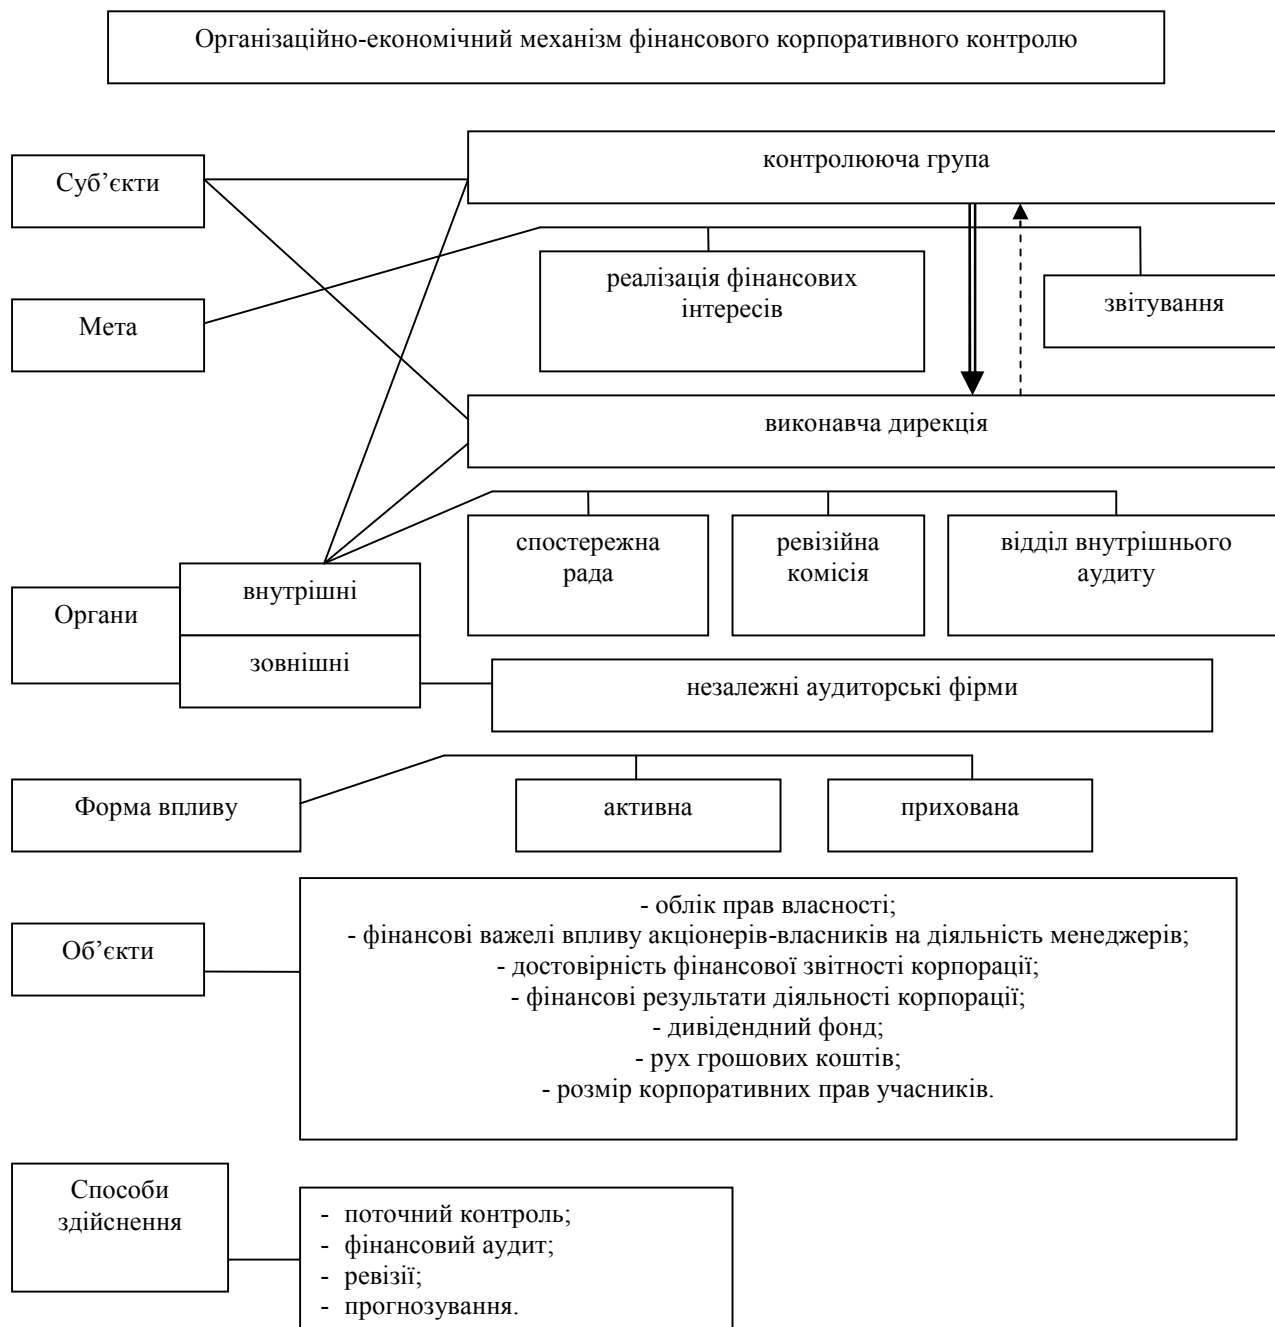 Організаційно-економічний механізм фінансового корпоративного контролю
контролююча група
Суб’єкти
реалізація фінансових
інтересів
звітування
Мета
виконавча дирекція
спостережна
рада
ревізійна
комісія
відділ внутрішнього
аудиту
внутрішні
Органи
зовнішні
незалежні аудиторські фірми
Форма впливу
активна
прихована
Об’єкти
- облік прав власності;
- фінансові важелі впливу акціонерів-власників на діяльність менеджерів;
- достовірність фінансової звітності корпорації;
- фінансові результати діяльності корпорації;
- дивідендний фонд;
- рух грошових коштів;
- розмір корпоративних прав учасників.
Способи
здійснення
- поточний контроль;
- фінансовий аудит;
- ревізії;
- прогнозування.